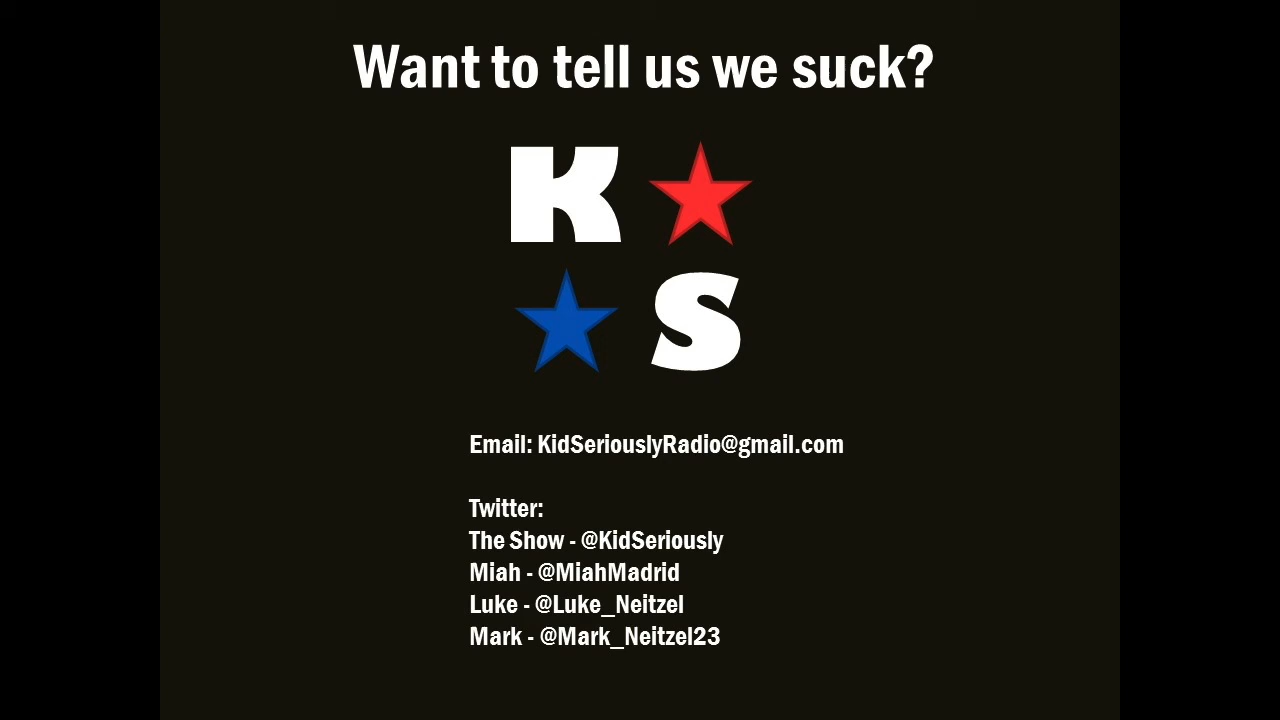 Want to tell us we suck?
K
S
Email: KidSeriouslyRadio@gmail.com
Twitter:
The Show - @KidSeriously
Miah - @MiahMadrid
Luke - @Luke_Neitzel
Mark - @Mark_Neitzel23